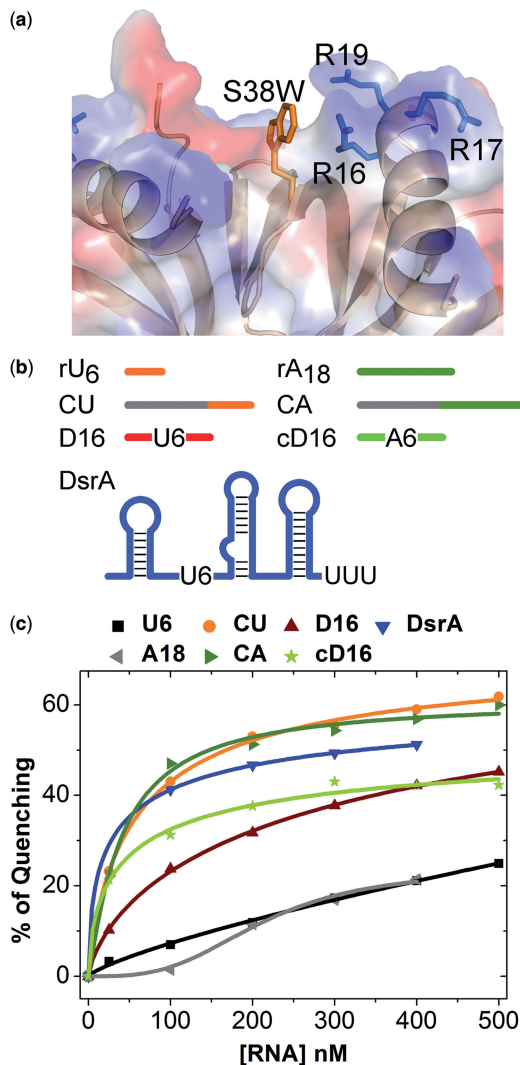 (a)
R19
S38W
R16
R17
(b)
rU6 rA18
CU CA
D16 U6 cD16 A6
DsrA
U6 UUU
(c)
U6 CU D16 DsrA
A18 CA cD16
60
40
20
0
% of Quenching
0 100 200 300 400 500
[RNA] nM